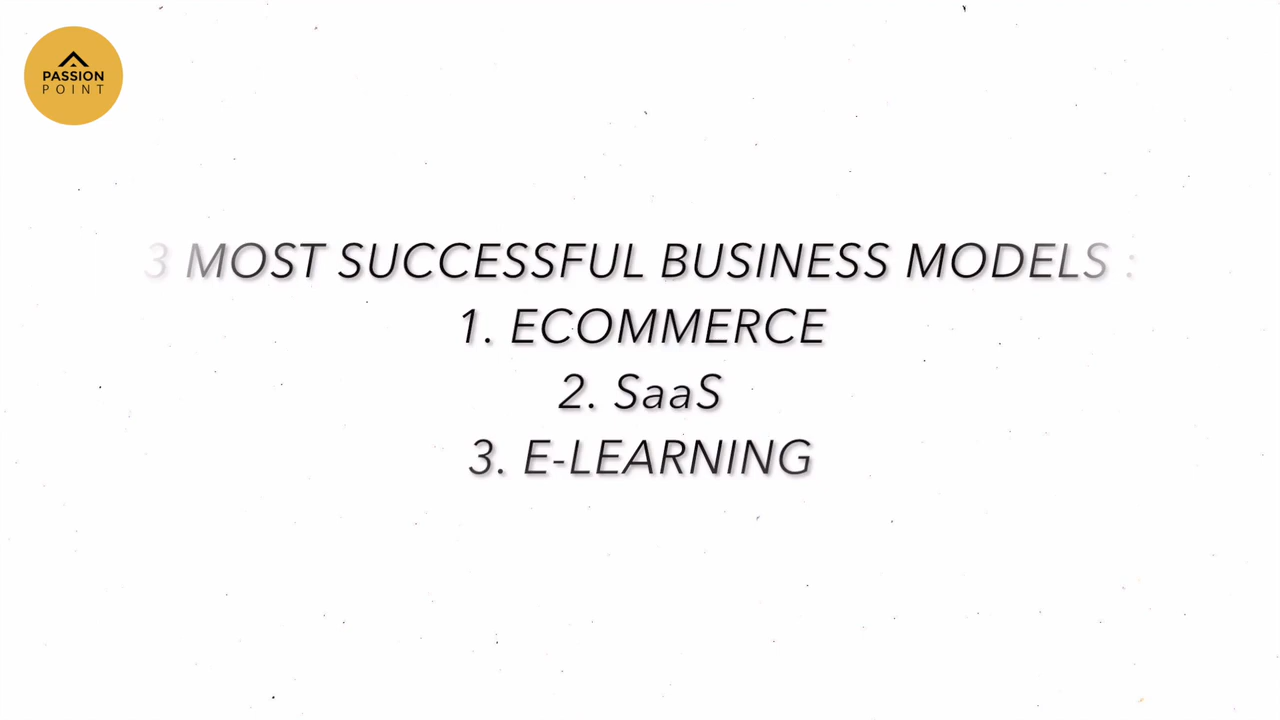 PASSION
POINT
3 MOST SUCCESSFUL BUSINESS MODELS :
1. ECOMMERCE
2. SaaS
3. E-LEARNING